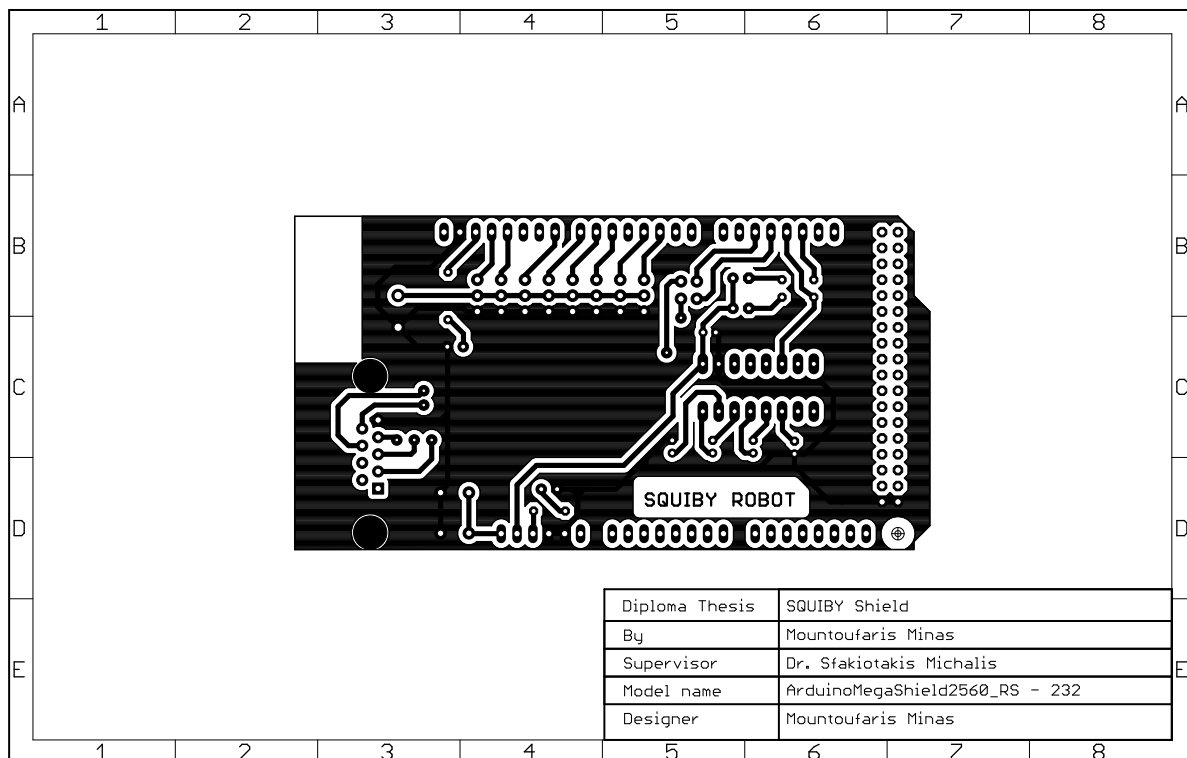 1 2 3 4 5 6 7 8
A A
B B
C C
SQUIBY ROBOT
D D
Diploma Thesis SQUIBY Shield
By Mountoufaris Minas
E E
Supervisor Dr. Sfakiotakis Michalis
Model name ArduinoMegaShield2560_RS - 232
Designer Mountoufaris Minas
1 2 3 4 5 6 7 8